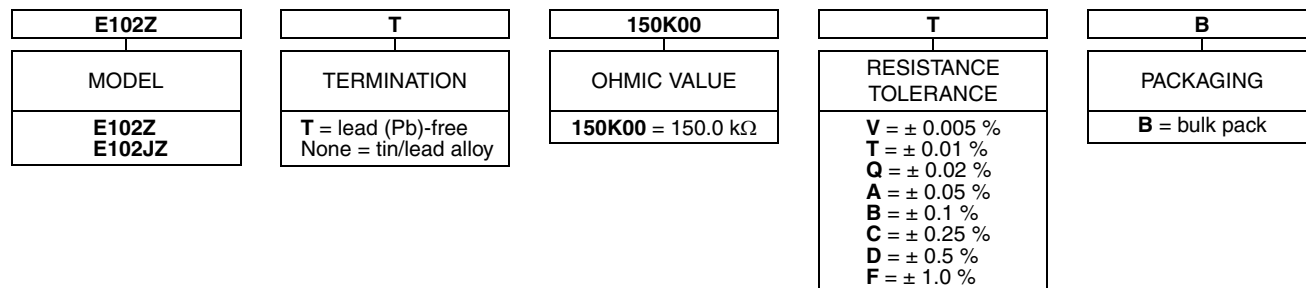 E102Z
T
150K00
T
B
MODEL
TERMINATION
OHMIC VALUE
RESISTANCE
TOLERANCE
PACKAGING
E102Z
E102JZ
T = lead (Pb)-free
None = tin/lead alloy
150K00 = 150.0 kΩ
V = ± 0.005 %
T = ± 0.01 %
Q = ± 0.02 %
A = ± 0.05 %
B = ± 0.1 %
C = ± 0.25 %
D = ± 0.5 %
F = ± 1.0 %
B = bulk pack